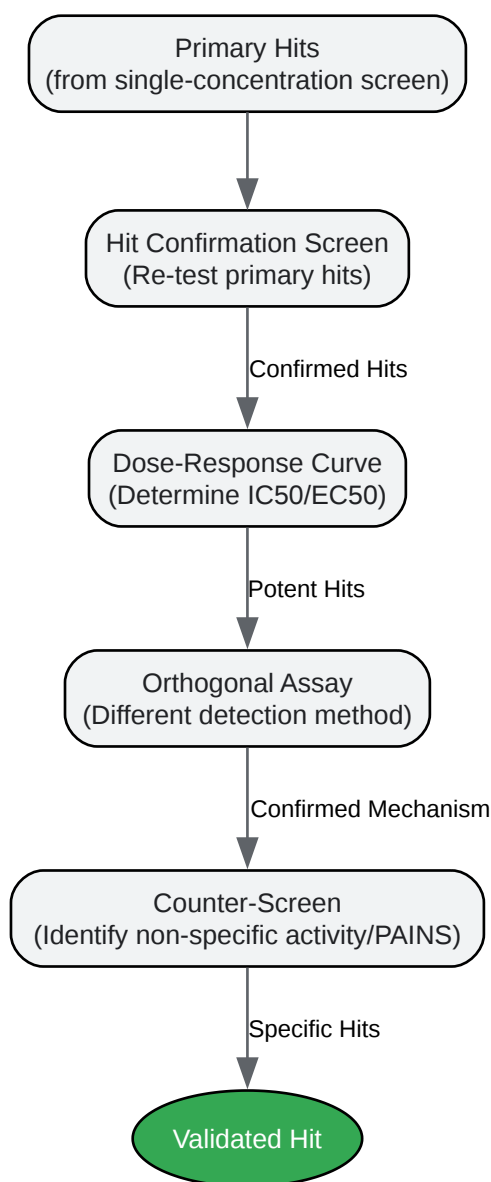 Primary Hits
(from single-concentration screen)
Hit Confirmation Screen
(Re-test primary hits)
Confirmed Hits
Dose-Response Curve
(Determine IC50/EC50)
Potent Hits
Orthogonal Assay
(Different detection method)
Confirmed Mechanism
Counter-Screen
(Identify non-specific activity/PAINS)
Specific Hits
Validated Hit